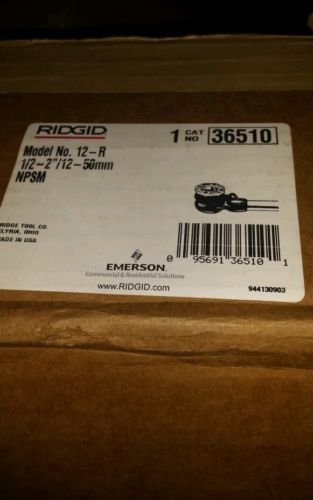 RIDGID
1 CAT NO 36510
Model No. 12-R
1/2-2"/12-50mm
NPSM
RIDGE TOOL CO.
ELYRIA, OHIO
MADE IN USA
EMERSON.
Commercial & Residential Solutions
www.RIDGID.com
0 95691 36510 1
944130903